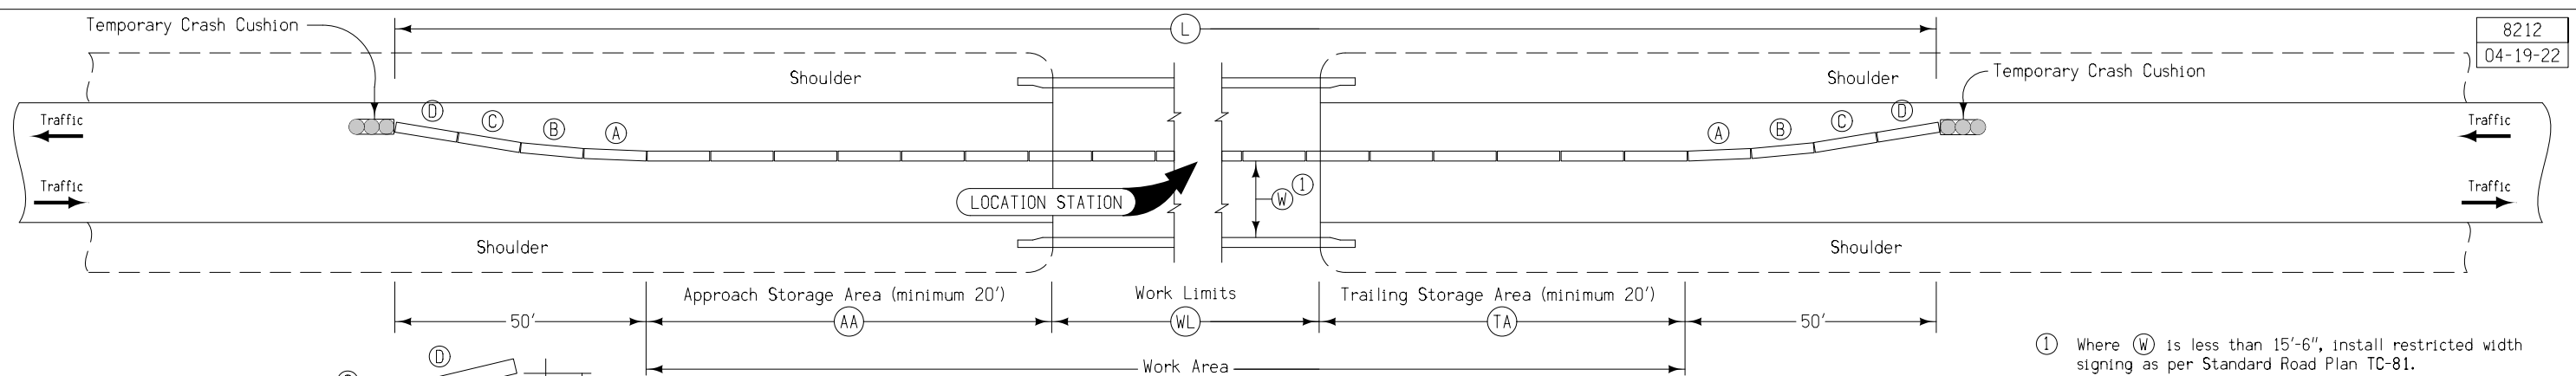 Temporary Crash Cushion
L
8212
04-19-22
Shoulder
Shoulder
Temporary Crash Cushion
Traffic
D
C
B
A
A
B
C
D
Traffic
Traffic
LOCATION STATION
W
1
Traffic
Shoulder
Shoulder
Approach Storage Area (minimum 20')
Work Limits
Trailing Storage Area (minimum 20')
50'
AA
WL
TA
50'
1 Where W is less than 15'-6", install restricted width
signing as per Standard Road Plan TC-81.
D
Work Area